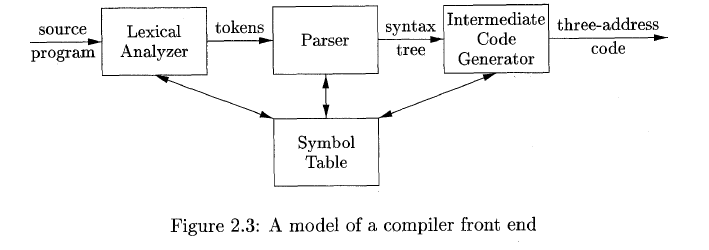 source
program
Lexical
Analyzer
tokens
Parser
syntax
tree
Intermediate
Code
Generator
three-address
code
Symbol
Table
Figure 2.3: A model of a compiler front end